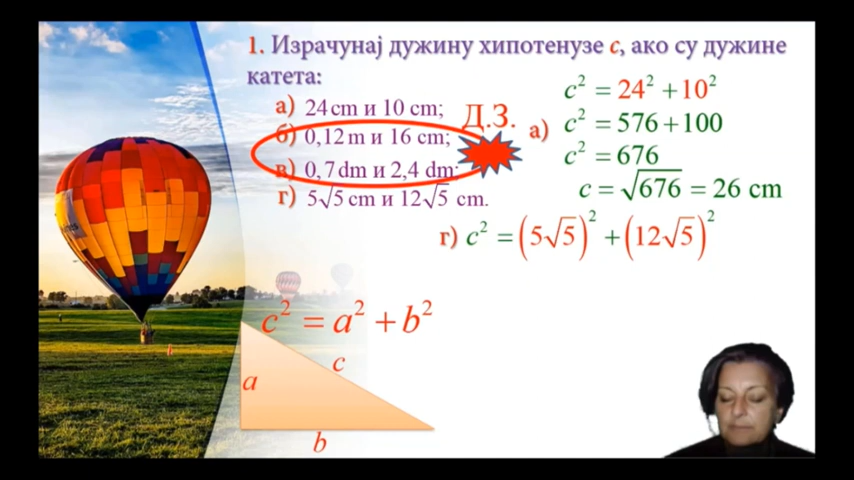 1. Израчунај дужину хипотенузе c, ако су дужине
катета:
а) 24 cm и 10 cm;
б) 0,12 m и 16 cm;
в) 0,7 dm и 2,4 dm;
г) 5√5 cm и 12√5 cm.
Д.З.
а)
c² = 24² + 10²
c² = 576 + 100
c² = 676
c = √676 = 26 cm
г) c² = (5√5)² + (12√5)²
c² = a² + b²
c
a
b